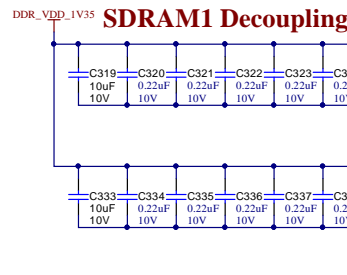 DDR_VDD_1V35 SDRAM1 Decoupling
C319 C320 C321 C322 C323
10uF 0.22uF 0.22uF 0.22uF 0.22uF
10V 10V 10V 10V 10V
C333 C334 C335 C336 C337
10uF 0.22uF 0.22uF 0.22uF 0.22uF
10V 10V 10V 10V 10V